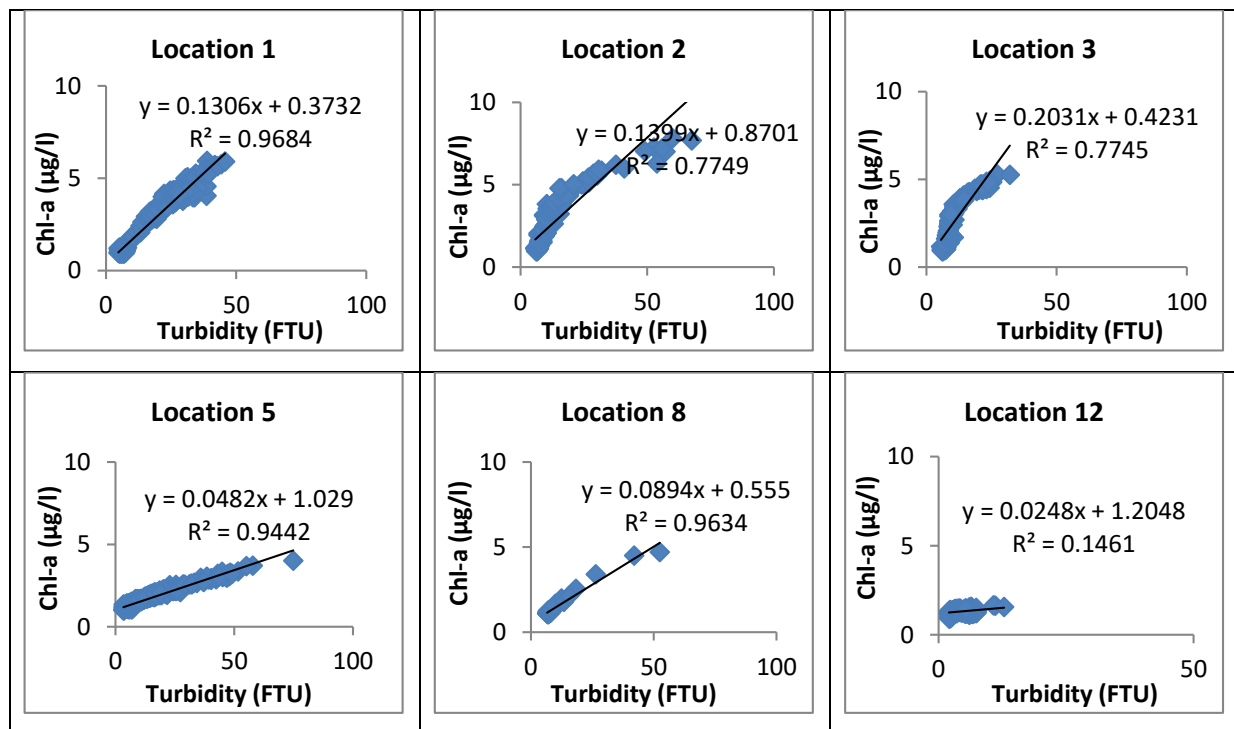 Location 1
10
y = 0.1306x + 0.3732
R² = 0.9684
5
0
0
50
100
Chl-a (µg/l)
Turbidity (FTU)
Location 2
10
y = 0.1399x + 0.8701
R² = 0.7749
5
0
0
50
100
Chl-a (µg/l)
Turbidity (FTU)
Location 3
10
y = 0.2031x + 0.4231
R² = 0.7745
5
0
0
50
100
Chl-a (µg/l)
Turbidity (FTU)
Location 5
10
y = 0.0482x + 1.029
R² = 0.9442
5
0
0
50
100
Chl-a (µg/l)
Turbidity (FTU)
Location 8
10
y = 0.0894x + 0.555
R² = 0.9634
5
0
0
50
100
Chl-a (µg/l)
Turbidity (FTU)
Location 12
10
y = 0.0248x + 1.2048
R² = 0.1461
5
0
0
50
Chl-a (µg/l)
Turbidity (FTU)